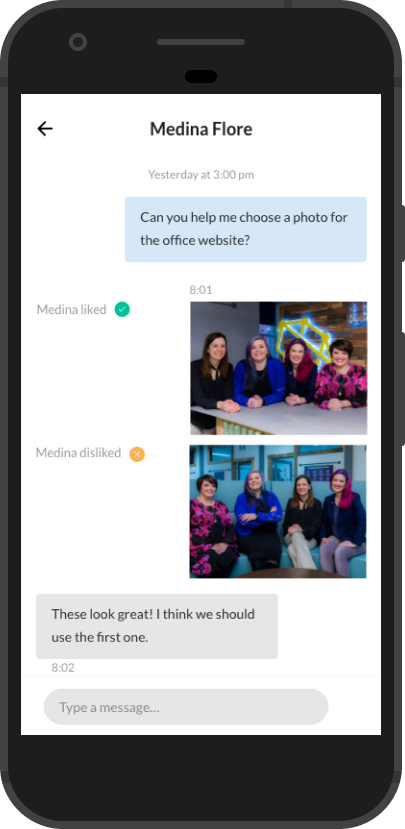 Medina Flore
Yesterday at 3:00 pm
Can you help me choose a photo for
the office website?
8:01
Medina liked
Medina disliked
These look great! I think we should
use the first one.
8:02
Type a message...